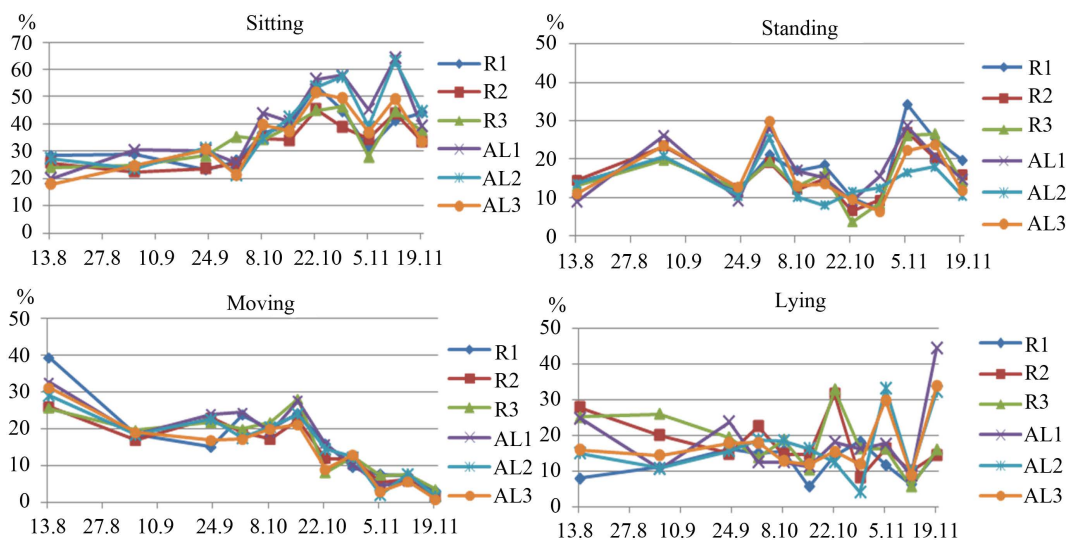 % Sitting
70
60
50
40
30
20
10
0
13.8 27.8 10.9 24.9 8.10 22.10 5.11 19.11
R1
R2
R3
AL1
AL2
AL3
% Standing
50
40
30
20
10
0
13.8 27.8 10.9 24.9 8.10 22.10 5.11 19.11
R1
R2
R3
AL1
AL2
AL3
% Moving
50
40
30
20
10
0
13.8 27.8 10.9 24.9 8.10 22.10 5.11 19.11
R1
R2
R3
AL1
AL2
AL3
% Lying
50
40
30
20
10
0
13.8 27.8 10.9 24.9 8.10 22.10 5.11 19.11
R1
R2
R3
AL1
AL2
AL3